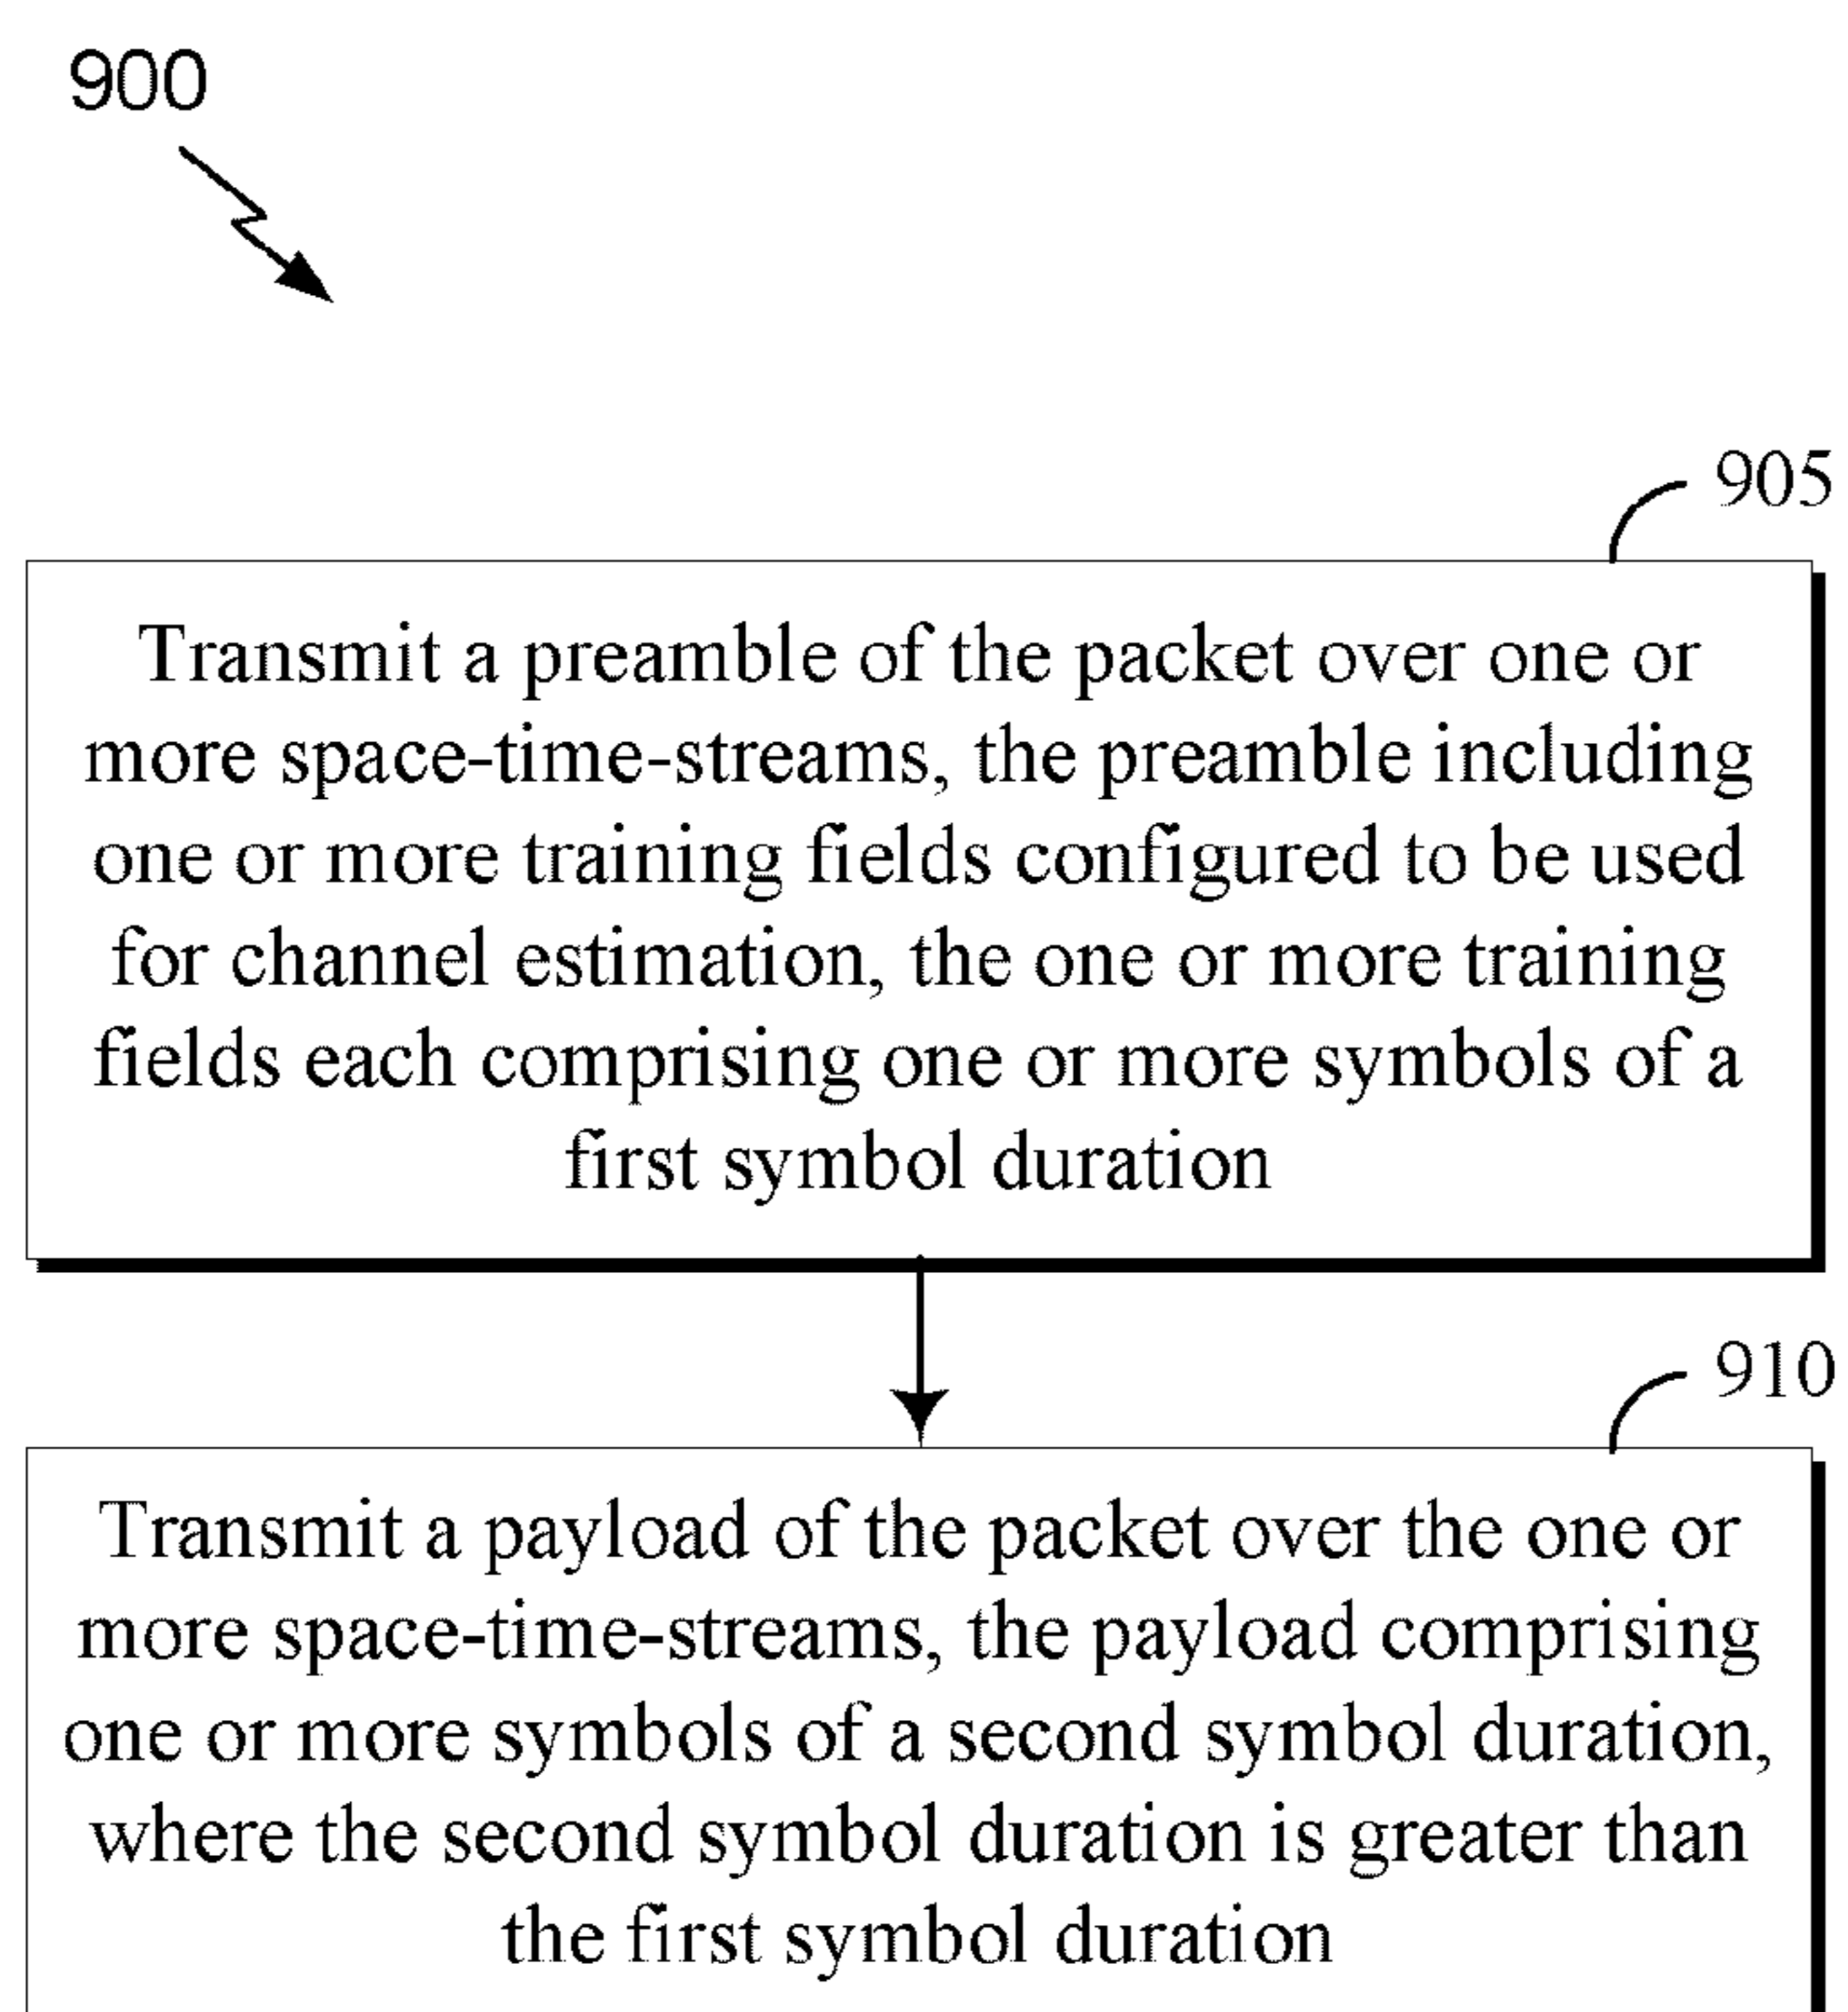 900
905
Transmit a preamble of the packet over one or
more space-time-streams, the preamble including
one or more training fields configured to be used
for channel estimation, the one or more training
fields each comprising one or more symbols of a
first symbol duration
910
Transmit a payload of the packet over the one or
more space-time-streams, the payload comprising
one or more symbols of a second symbol duration,
where the second symbol duration is greater than
the first symbol duration